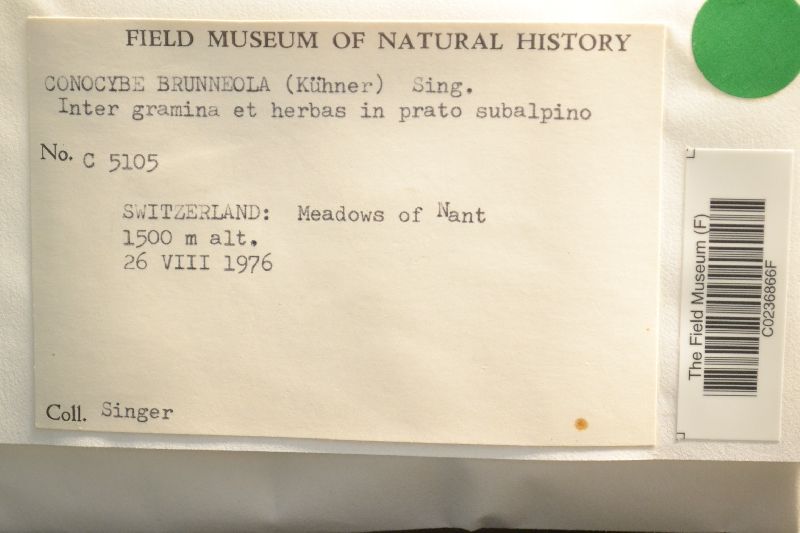 FIELD MUSEUM OF NATURAL HISTORY
CONOCYBE BRUNNEOLA (Kühner) Sing.
Inter gramina et herbas in prato subalpino
No. C 5105
SWITZERLAND: Meadows of Nant
1500 m alt.
26 VIII 1976
Coll. Singer
The Field Museum (F)
C0236866F